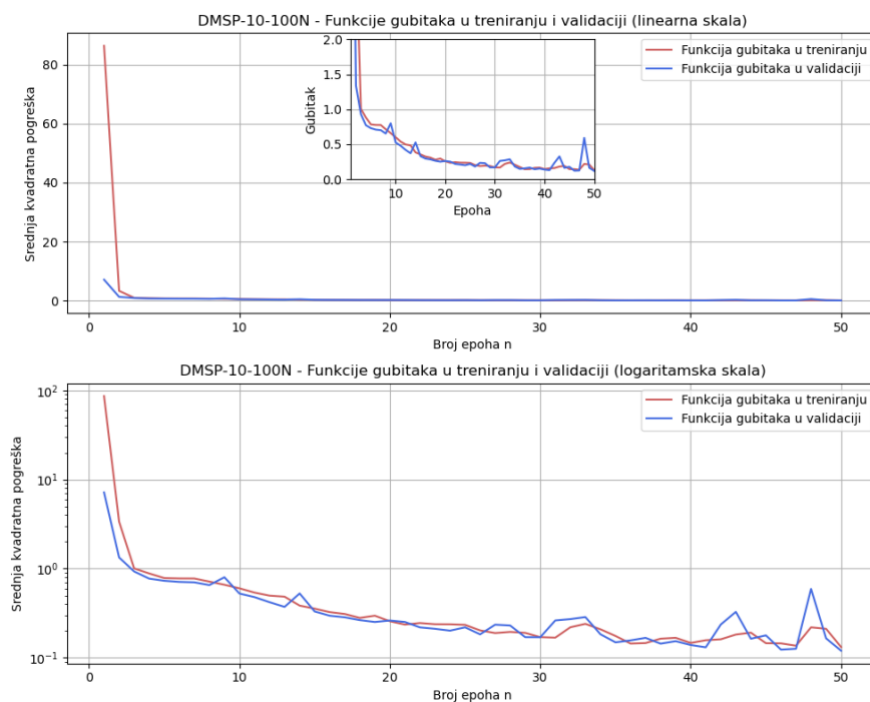 DMSP-10-100N - Funkcije gubitaka u treniranju i validaciji (linearna skala)
Srednja kvadratna pogreška
80
60
40
20
0
Funkcija gubitaka u treniranju
Funkcija gubitaka u validaciji
Gubitak
2.0
1.5
1.0
0.5
0.0
10 20 30 40 50
Epoha
0 10 20 30 40 50
Broj epoha n
DMSP-10-100N - Funkcije gubitaka u treniranju i validaciji (logaritamska skala)
Srednja kvadratna pogreška
10²
10¹
10⁰
10⁻¹
Funkcija gubitaka u treniranju
Funkcija gubitaka u validaciji
0 10 20 30 40 50
Broj epoha n